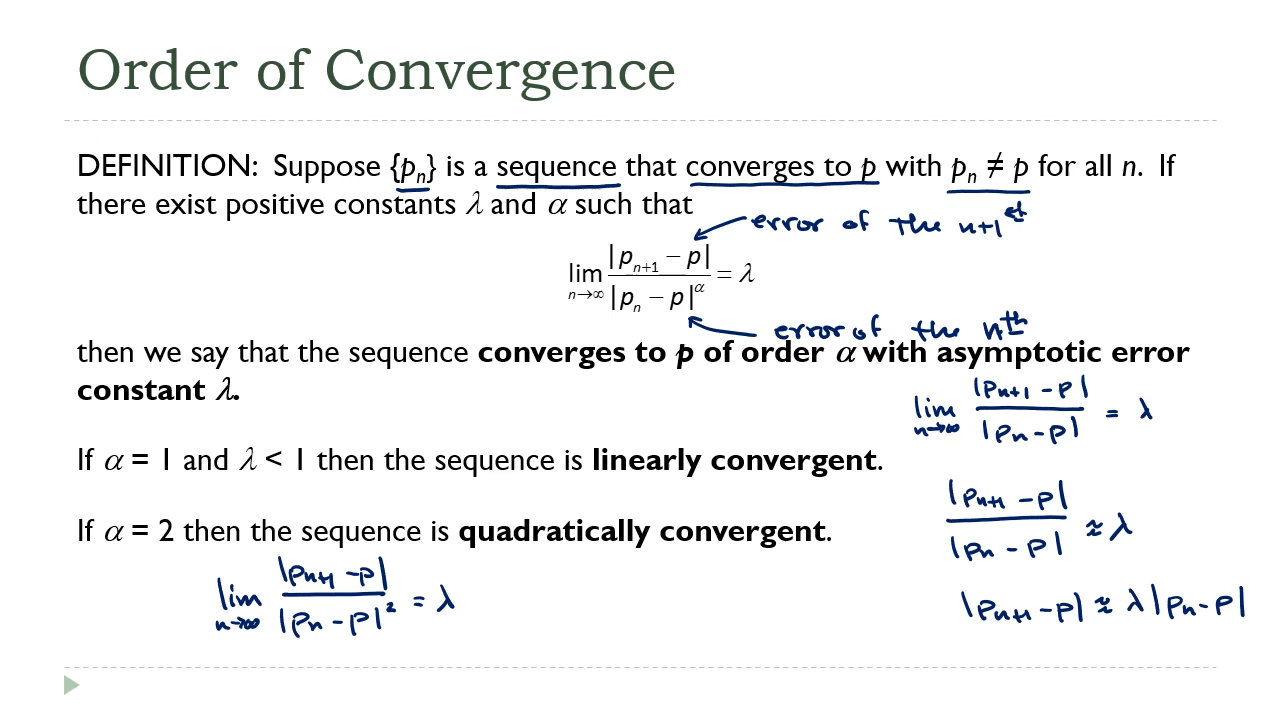 Order of Convergence
DEFINITION: Suppose {pₙ} is a sequence that converges to p with pₙ ≠ p for all n. If
there exist positive constants λ and α such that
error of the n+1st
lim n→∞ |pₙ₊₁ − p| / |pₙ − p|^α = λ
error of the nth
then we say that the sequence converges to p of order α with asymptotic error
constant λ.
lim n→∞ |pₙ₊₁ − p| / |pₙ − p| = λ
If α = 1 and λ < 1 then the sequence is linearly convergent.
|pₙ₊₁ − p| / |pₙ − p| ≈ λ
If α = 2 then the sequence is quadratically convergent.
lim n→∞ |pₙ₊₁ − p| / |pₙ − p|² = λ
|pₙ₊₁ − p| ≈ λ|pₙ − p|